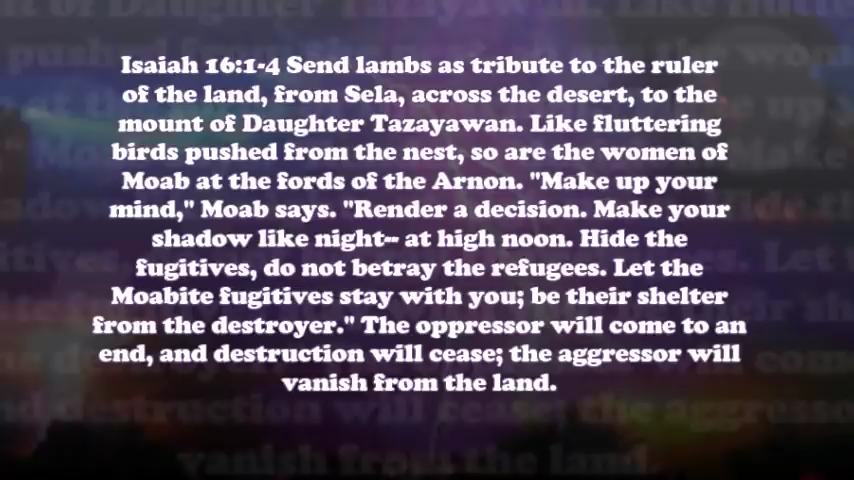 Isaiah 16:1-4 Send lambs as tribute to the ruler
of the land, from Sela, across the desert, to the
mount of Daughter Tazayawan. Like fluttering
birds pushed from the nest, so are the women of
Moab at the fords of the Arnon. "Make up your
mind," Moab says. "Render a decision. Make your
shadow like night-- at high noon. Hide the
fugitives, do not betray the refugees. Let the
Moabite fugitives stay with you; be their shelter
from the destroyer." The oppressor will come to an
end, and destruction will cease; the aggressor will
vanish from the land.